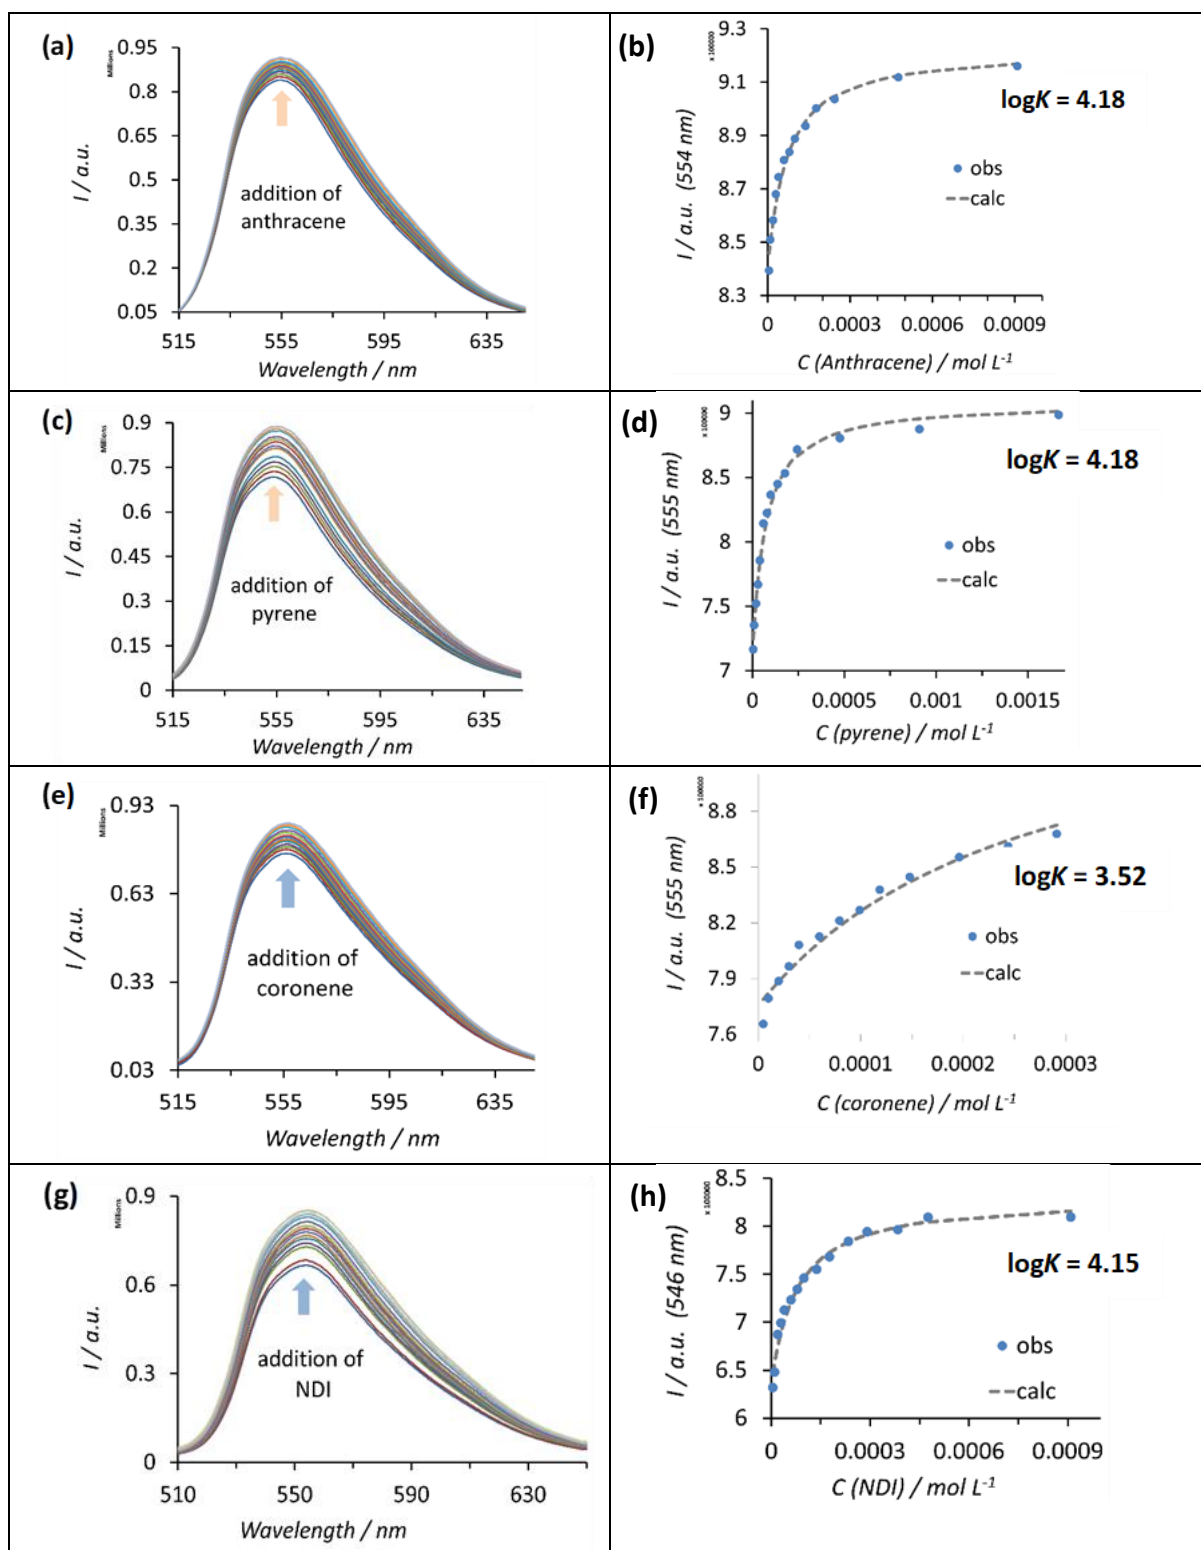 (a)
Millions
0.95
0.85
0.65
0.5
0.35
0.2
0.05
I / a.u.
addition of
anthracene
515
555
595
635
Wavelength / nm
(b)
x 100000
9.3
9.1
8.9
8.7
8.5
8.3
I / a.u. (554 nm)
logK = 4.18
obs
calc
0
0.0003
0.0006
0.0009
C (Anthracene) / mol L⁻¹
(c)
Millions
0.9
0.75
0.6
0.45
0.3
0.15
0
I / a.u.
addition of
pyrene
515
555
595
635
Wavelength / nm
(d)
x 100000
9
8.5
8
7.5
7
I / a.u. (555 nm)
logK = 4.18
obs
calc
0
0.0005
0.001
0.0015
C (pyrene) / mol L⁻¹
(e)
Millions
0.93
0.63
0.33
0.03
I / a.u.
addition of
coronene
515
555
595
635
Wavelength / nm
(f)
x 100000
8.8
8.5
8.2
7.9
7.6
I / a.u. (555 nm)
logK = 3.52
obs
calc
0
0.0001
0.0002
0.0003
C (coronene) / mol L⁻¹
(g)
Millions
0.9
0.6
0.3
0
I / a.u.
addition of
NDI
510
550
590
630
Wavelength / nm
(h)
x 100000
8.5
8
7.5
7
6.5
6
I / a.u. (546 nm)
logK = 4.15
obs
calc
0
0.0003
0.0006
0.0009
C (NDI) / mol L⁻¹